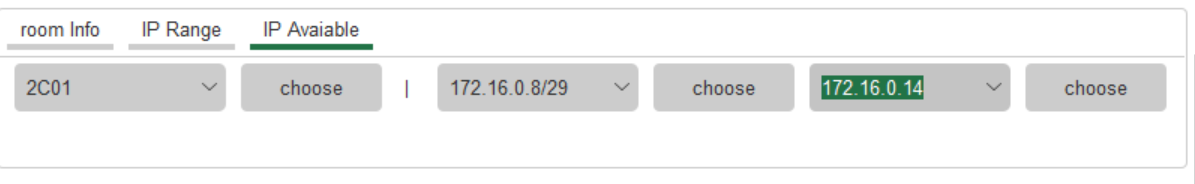 room Info IP Range IP Avaiable
2C01 choose | 172.16.0.8/29 choose 172.16.0.14 choose